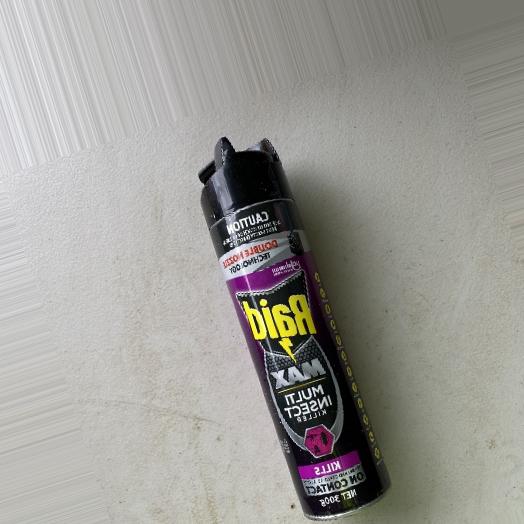 CAUTION
DOUBLE NOZZLE
TECHNOLOGY
Raid
MAX
MULTI
INSECT
KILLER
KILLS
ON CONTACT
NET 300g